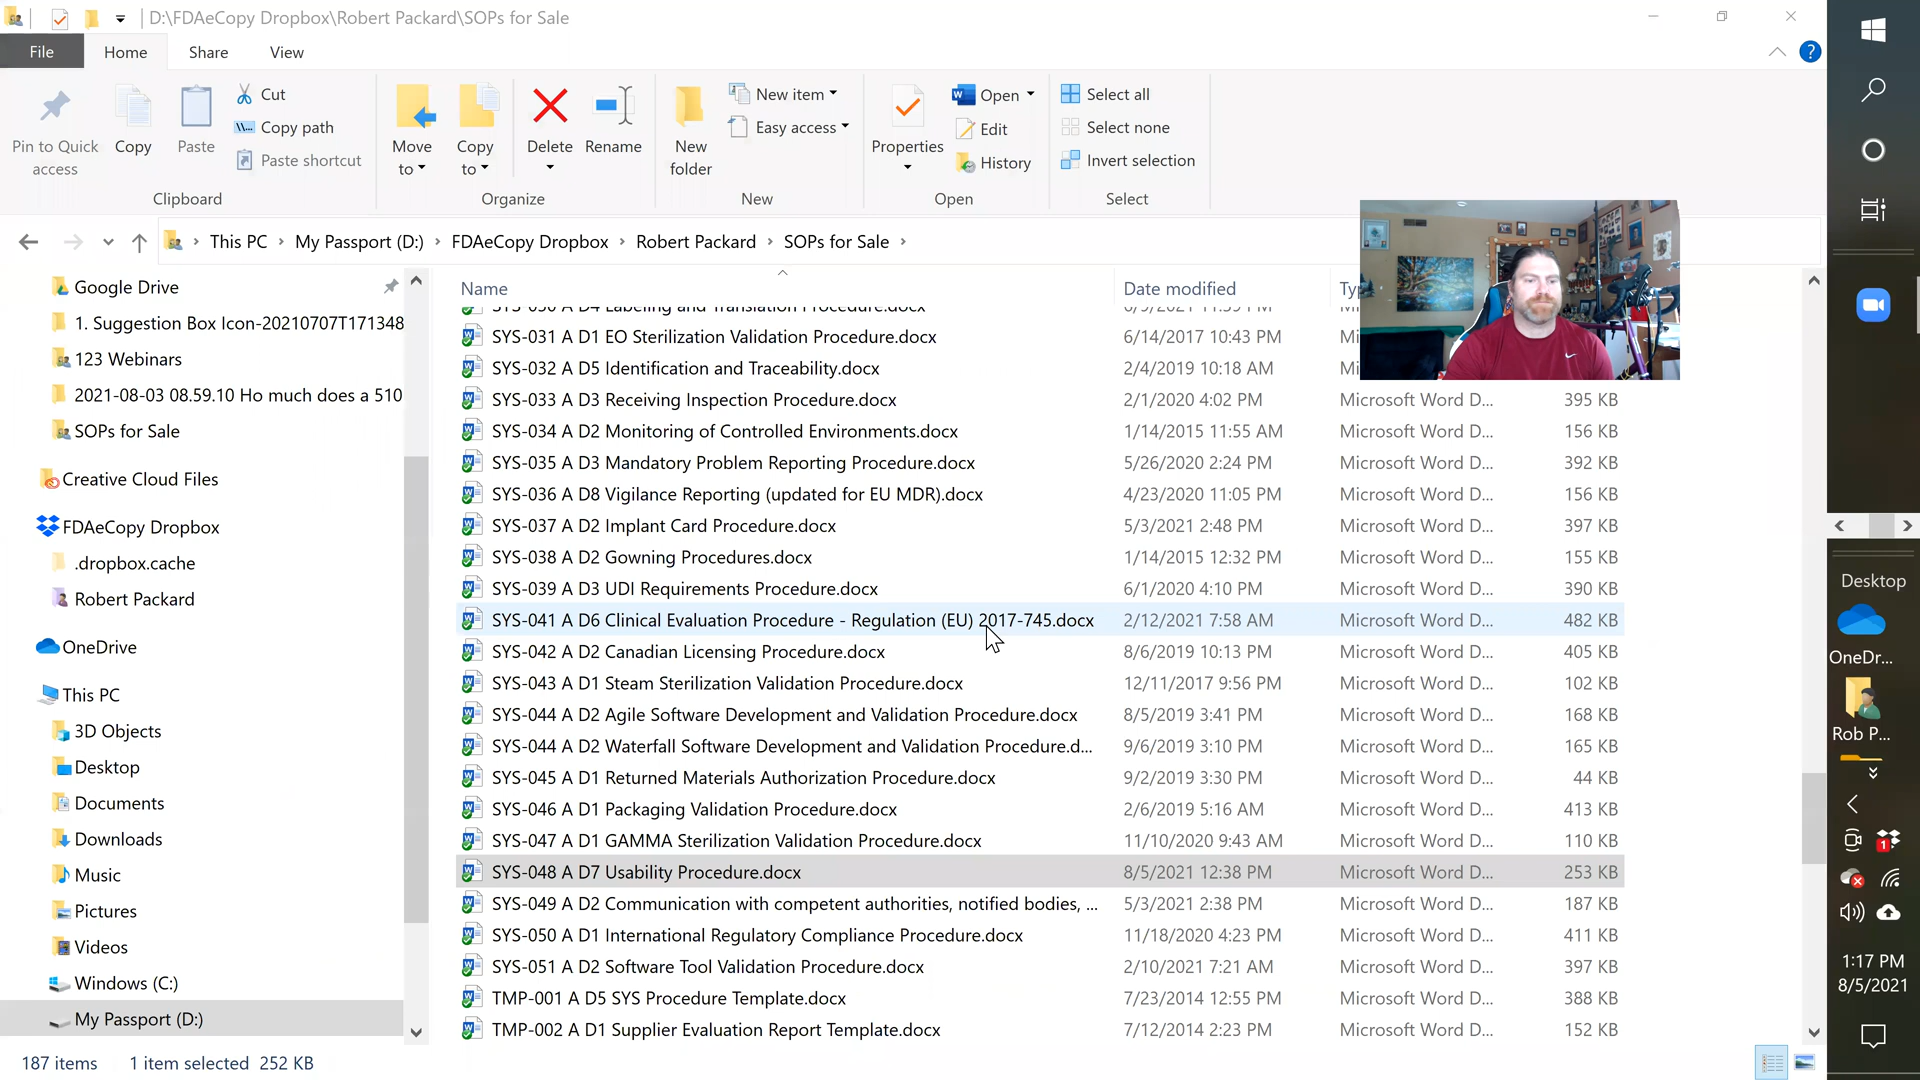 D:\FDAeCopy Dropbox\Robert Packard\SOPs for Sale
File Home Share View
Pin to Quick access
Copy
Paste
Cut
Copy path
Paste shortcut
Clipboard
Move to
Copy to
Delete
Rename
Organize
New folder
New item
Easy access
New
Properties
Open
Edit
History
Open
Select all
Select none
Invert selection
Select
This PC > My Passport (D:) > FDAeCopy Dropbox > Robert Packard > SOPs for Sale >
Google Drive
1. Suggestion Box Icon-20210707T171348
123 Webinars
2021-08-03 08.59.10 Ho much does a 510
SOPs for Sale
Creative Cloud Files
FDAeCopy Dropbox
.dropbox.cache
Robert Packard
OneDrive
This PC
3D Objects
Desktop
Documents
Downloads
Music
Pictures
Videos
Windows (C:)
My Passport (D:)
Name Date modified Ty
SYS-030 A D4 Labeling and Translation Procedure.docx
SYS-031 A D1 EO Sterilization Validation Procedure.docx 6/14/2017 10:43 PM Mi
SYS-032 A D5 Identification and Traceability.docx 2/4/2019 10:18 AM Mi
SYS-033 A D3 Receiving Inspection Procedure.docx 2/1/2020 4:02 PM Microsoft Word D... 395 KB
SYS-034 A D2 Monitoring of Controlled Environments.docx 1/14/2015 11:55 AM Microsoft Word D... 156 KB
SYS-035 A D3 Mandatory Problem Reporting Procedure.docx 5/26/2020 2:24 PM Microsoft Word D... 392 KB
SYS-036 A D8 Vigilance Reporting (updated for EU MDR).docx 4/23/2020 11:05 PM Microsoft Word D... 156 KB
SYS-037 A D2 Implant Card Procedure.docx 5/3/2021 2:48 PM Microsoft Word D... 397 KB
SYS-038 A D2 Gowning Procedures.docx 1/14/2015 12:32 PM Microsoft Word D... 155 KB
SYS-039 A D3 UDI Requirements Procedure.docx 6/1/2020 4:10 PM Microsoft Word D... 390 KB
SYS-041 A D6 Clinical Evaluation Procedure - Regulation (EU) 2017-745.docx 2/12/2021 7:58 AM Microsoft Word D... 482 KB
SYS-042 A D2 Canadian Licensing Procedure.docx 8/6/2019 10:13 PM Microsoft Word D... 405 KB
SYS-043 A D1 Steam Sterilization Validation Procedure.docx 12/11/2017 9:56 PM Microsoft Word D... 102 KB
SYS-044 A D2 Agile Software Development and Validation Procedure.docx 8/5/2019 3:41 PM Microsoft Word D... 168 KB
SYS-044 A D2 Waterfall Software Development and Validation Procedure.d... 9/6/2019 3:10 PM Microsoft Word D... 165 KB
SYS-045 A D1 Returned Materials Authorization Procedure.docx 9/2/2019 3:30 PM Microsoft Word D... 44 KB
SYS-046 A D1 Packaging Validation Procedure.docx 2/6/2019 5:16 AM Microsoft Word D... 413 KB
SYS-047 A D1 GAMMA Sterilization Validation Procedure.docx 11/10/2020 9:43 AM Microsoft Word D... 110 KB
SYS-048 A D7 Usability Procedure.docx 8/5/2021 12:38 PM Microsoft Word D... 253 KB
SYS-049 A D2 Communication with competent authorities, notified bodies, ... 5/3/2021 2:38 PM Microsoft Word D... 187 KB
SYS-050 A D1 International Regulatory Compliance Procedure.docx 11/18/2020 4:23 PM Microsoft Word D... 411 KB
SYS-051 A D2 Software Tool Validation Procedure.docx 2/10/2021 7:21 AM Microsoft Word D... 397 KB
TMP-001 A D5 SYS Procedure Template.docx 7/23/2014 12:55 PM Microsoft Word D... 388 KB
TMP-002 A D1 Supplier Evaluation Report Template.docx 7/12/2014 2:23 PM Microsoft Word D... 152 KB
187 items 1 item selected 252 KB
Desktop
OneDr...
Rob P...
1
1:17 PM
8/5/2021